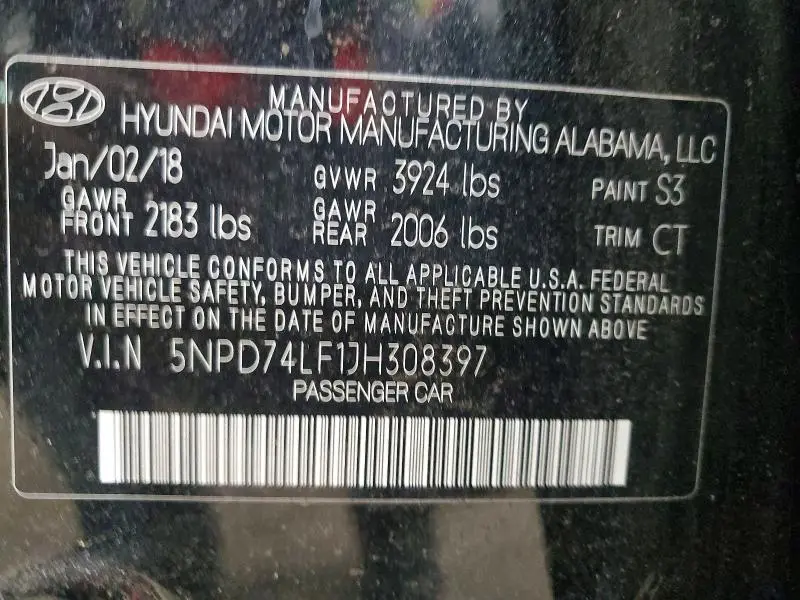 MANUFACTURED BY
HYUNDAI MOTOR MANUFACTURING ALABAMA, LLC
Jan/02/18 GVWR 3924 lbs PAINT S3
GAWR FRONT 2183 lbs GAWR REAR 2006 lbs TRIM CT
THIS VEHICLE CONFORMS TO ALL APPLICABLE U.S.A. FEDERAL
MOTOR VEHICLE SAFETY, BUMPER, AND THEFT PREVENTION STANDARDS
IN EFFECT ON THE DATE OF MANUFACTURE SHOWN ABOVE
V.I.N 5NPD74LF1JH308397
PASSENGER CAR